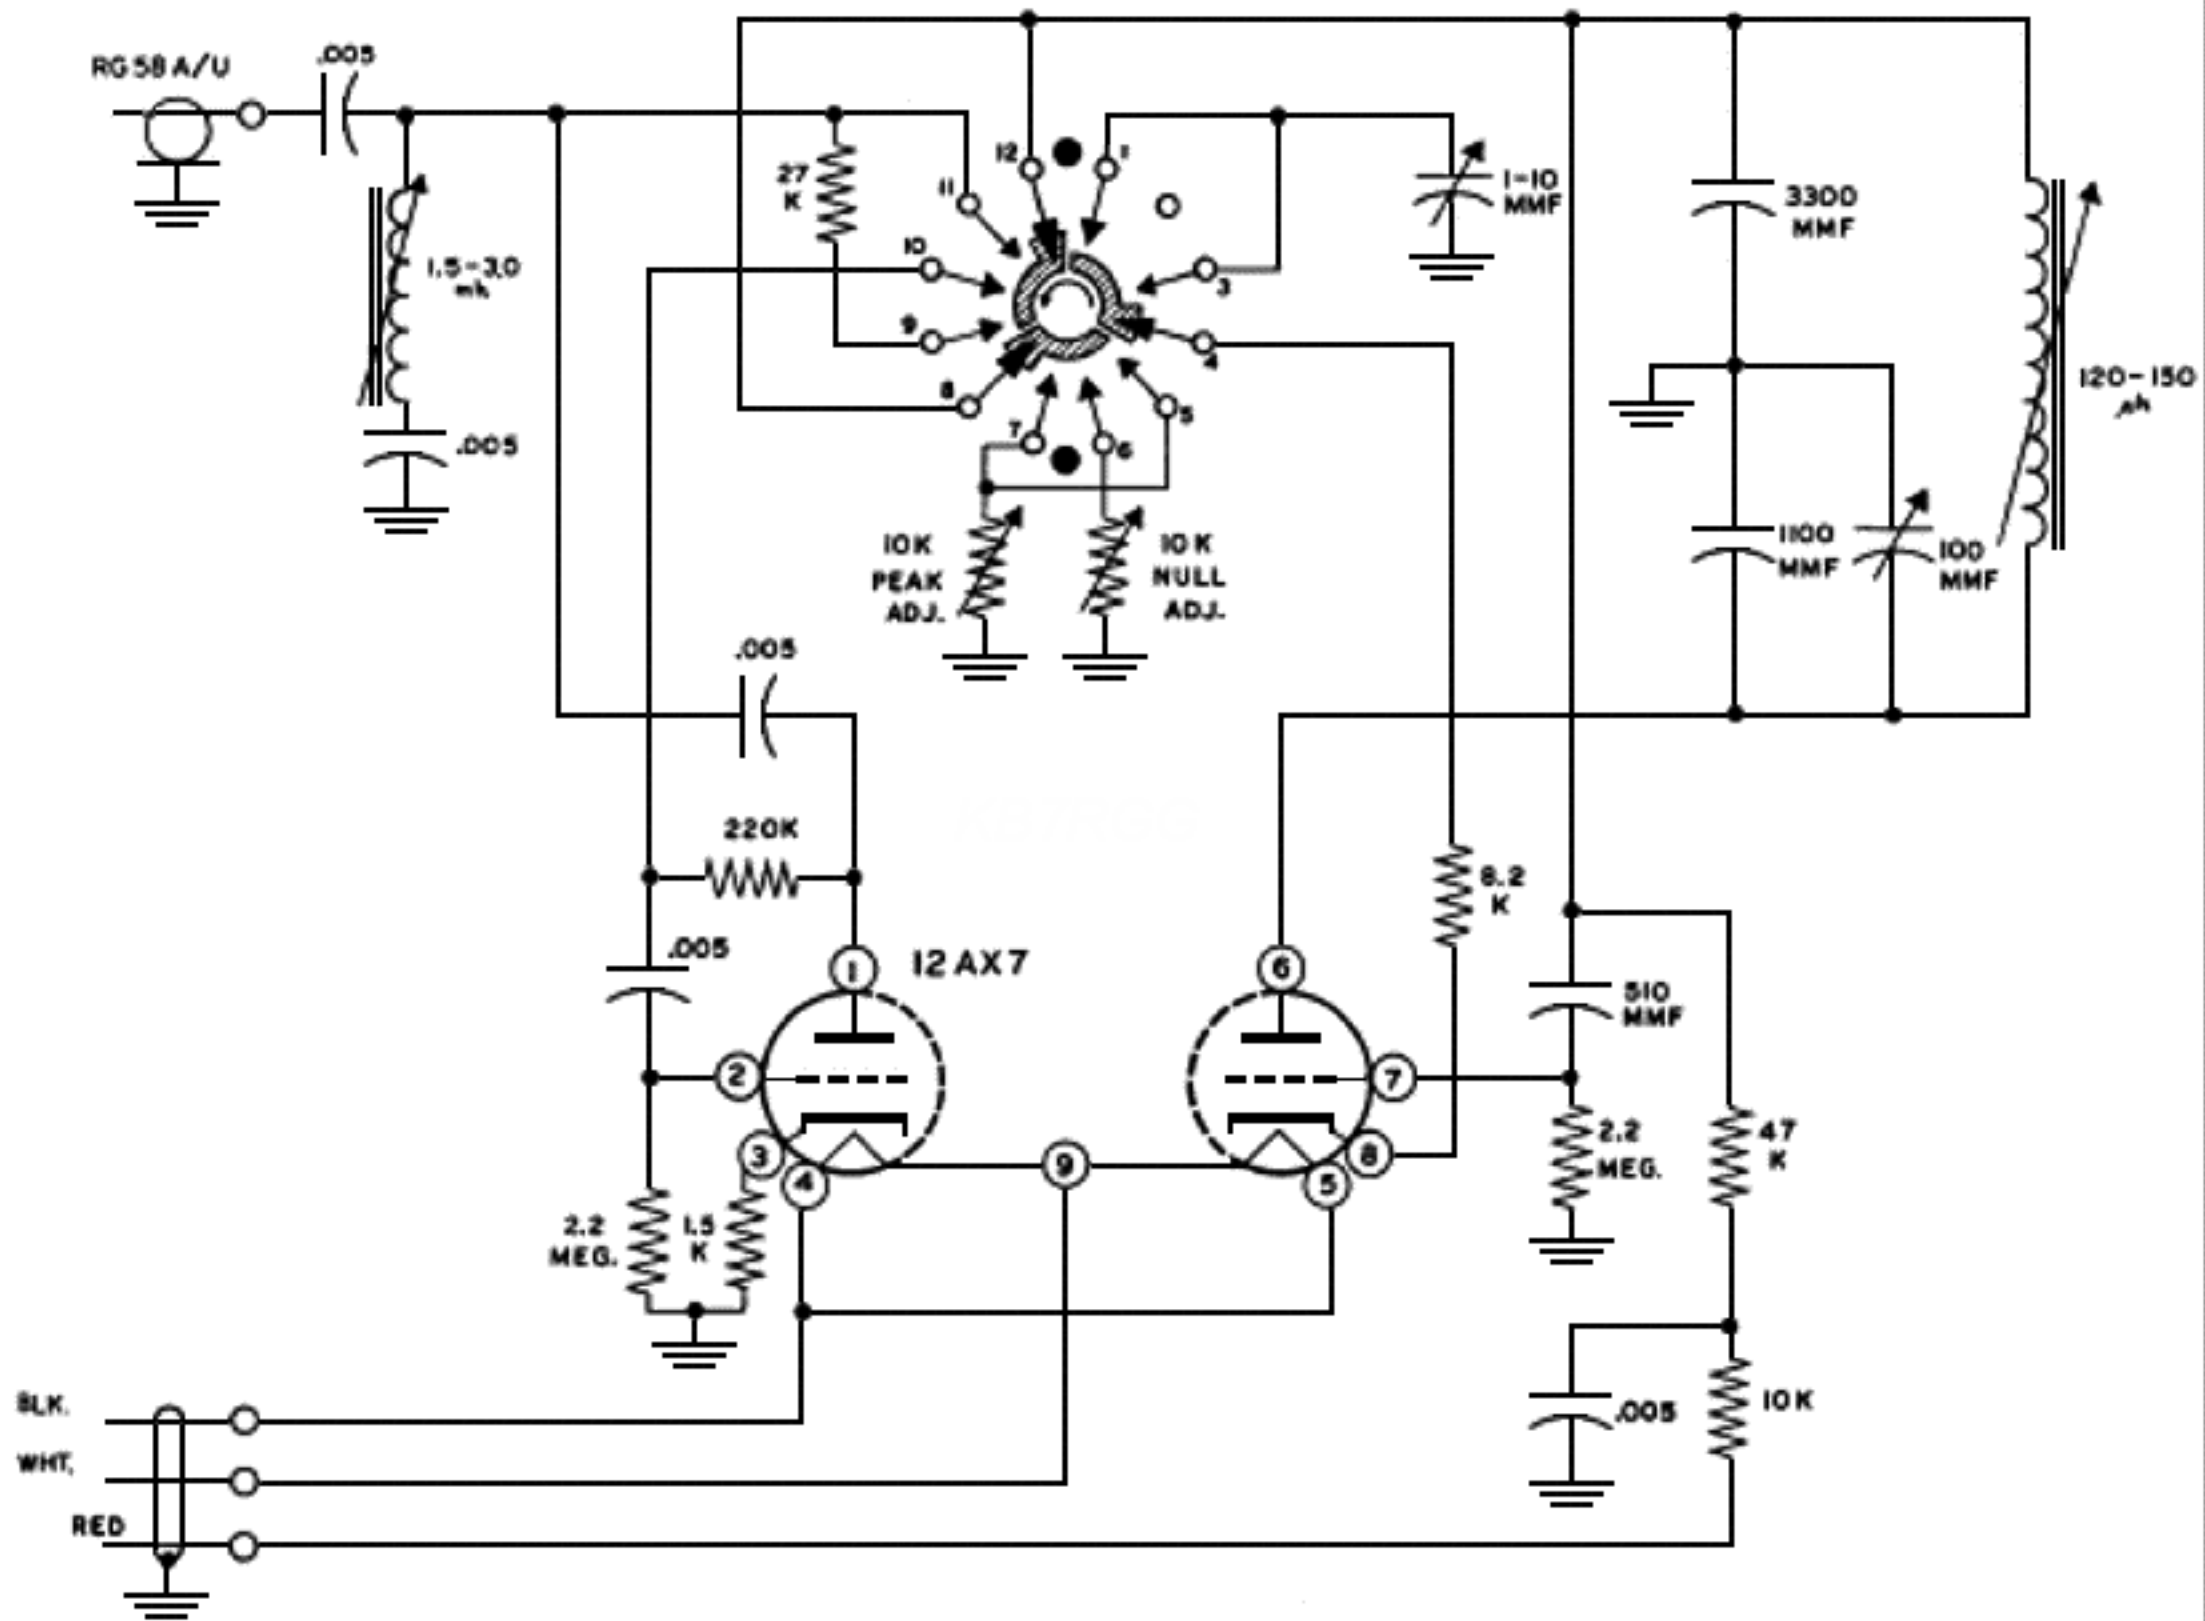 RG58 A/U
.005
27
K
12
1
11
10
9
8
7
6
5
4
3
1-10
MMF
3300
MMF
1.5-3.0
mh
.005
120-150
μh
1100
MMF
100
MMF
10K
PEAK
ADJ.
10K
NULL
ADJ.
.005
220K
8.2
K
.005
12AX7
1
6
510
MMF
2
7
3
4
9
8
5
2.2
MEG.
47
K
2.2
MEG.
1.5
K
BLK.
.005
10K
WHT.
RED